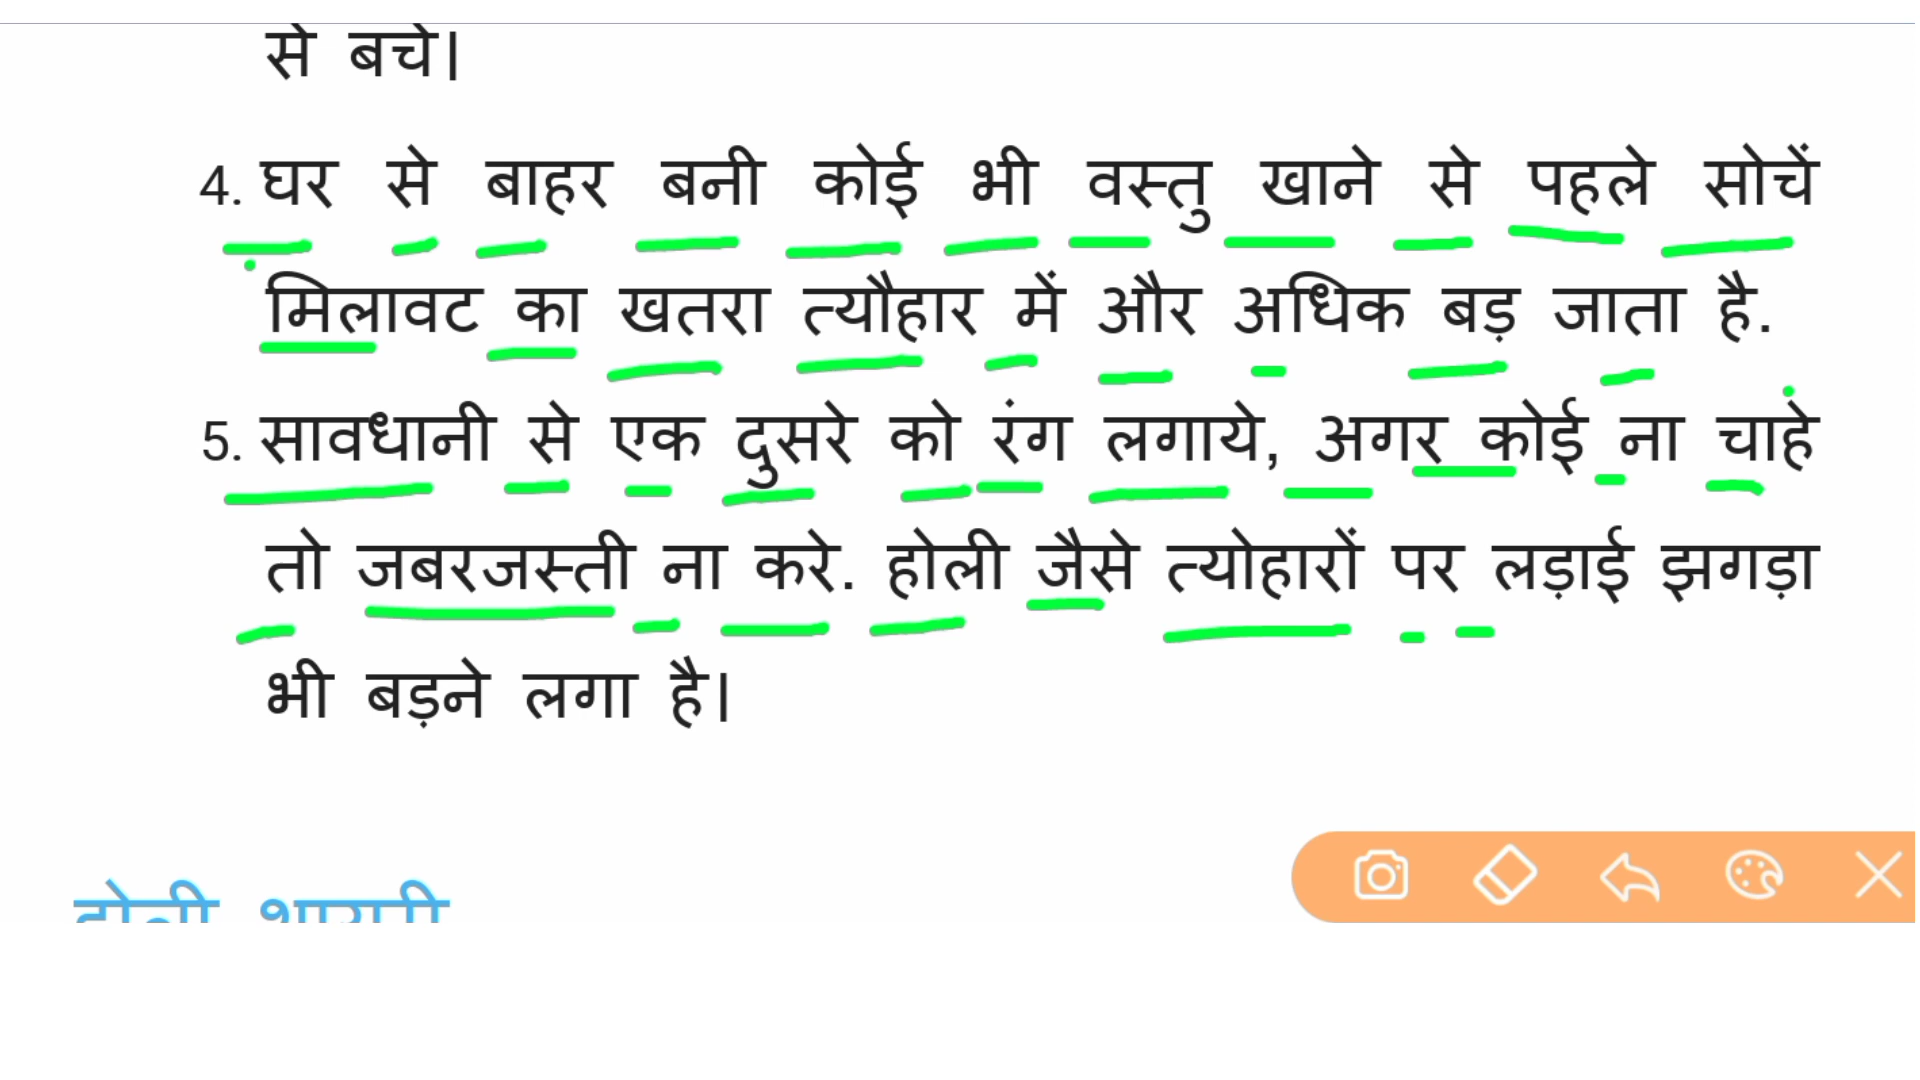 से बचे।
4. घर से बाहर बनी कोई भी वस्तु खाने से पहले सोचें
मिलावट का खतरा त्यौहार में और अधिक बड़ जाता है.
5. सावधानी से एक दुसरे को रंग लगाये, अगर कोई ना चाहे
तो जबरजस्ती ना करे. होली जैसे त्योहारों पर लड़ाई झगड़ा
भी बड़ने लगा है।
होली शायरी